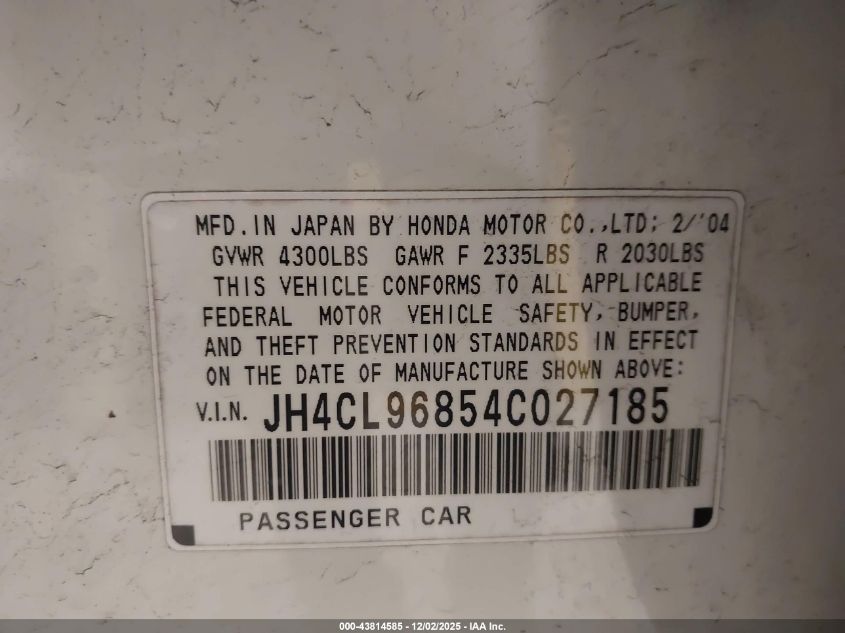 MFD. IN JAPAN BY HONDA MOTOR CO.,LTD; 2/'04
GVWR 4300LBS GAWR F 2335LBS R 2030LBS
THIS VEHICLE CONFORMS TO ALL APPLICABLE
FEDERAL MOTOR VEHICLE SAFETY, BUMPER,
AND THEFT PREVENTION STANDARDS IN EFFECT
ON THE DATE OF MANUFACTURE SHOWN ABOVE:
V.I.N. JH4CL96854C027185
PASSENGER CAR
000-43814585 - 12/02/2025 - IAA Inc.